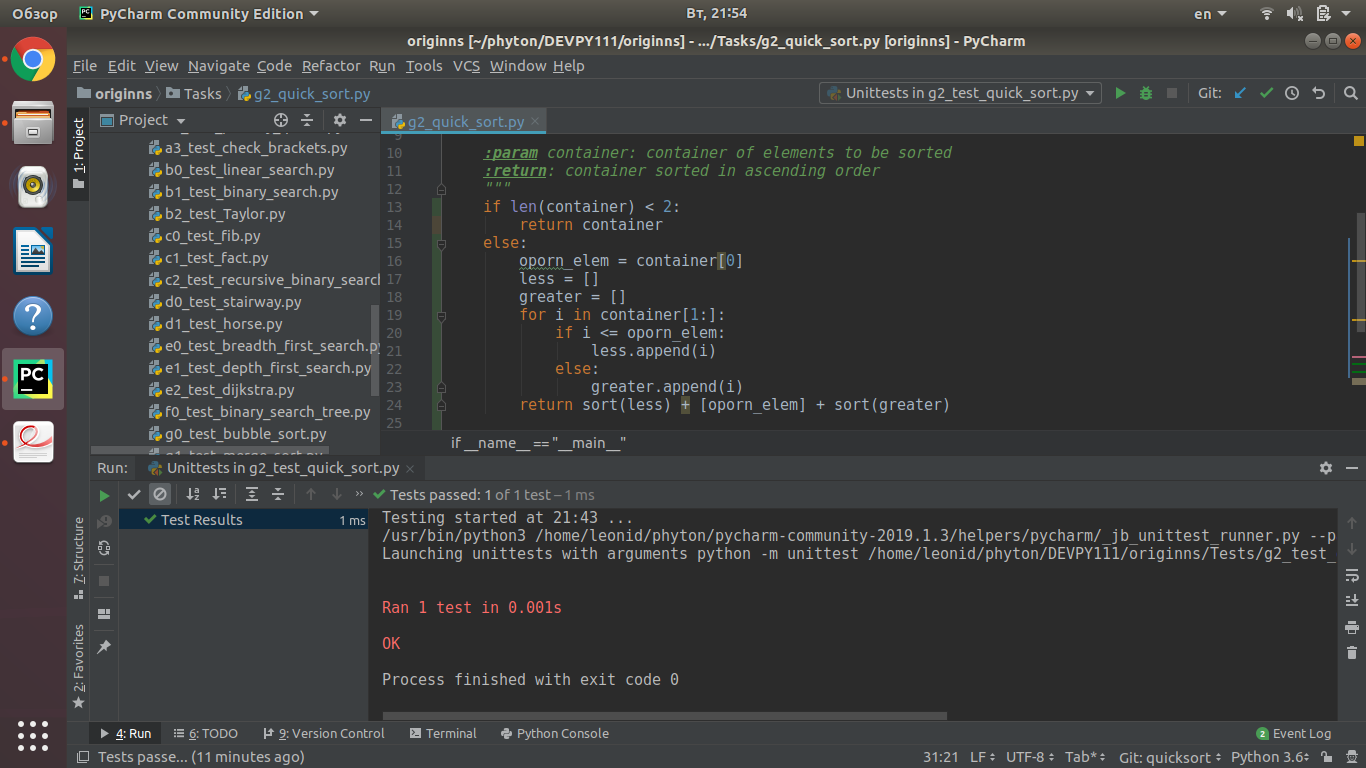 Обзор PyCharm Community Edition Вт, 21:54 en
originns [~/phyton/DEVPY111/originns] - .../Tasks/g2_quick_sort.py [originns] - PyCharm
File Edit View Navigate Code Refactor Run Tools VCS Window Help
originns Tasks g2_quick_sort.py Unittests in g2_test_quick_sort.py Git:
1: Project
Project
a3_test_check_brackets.py
b0_test_linear_search.py
b1_test_binary_search.py
b2_test_Taylor.py
c0_test_fib.py
c1_test_fact.py
c2_test_recursive_binary_searc
d0_test_stairway.py
d1_test_horse.py
e0_test_breadth_first_search.py
e1_test_depth_first_search.py
e2_test_dijkstra.py
f0_test_binary_search_tree.py
g0_test_bubble_sort.py
g1_test_merge_sort.py
g2_quick_sort.py
9
10 :param container: container of elements to be sorted
11 :return: container sorted in ascending order
12 """
13 if len(container) < 2:
14 return container
15 else:
16 oporn_elem = container[0]
17 less = []
18 greater = []
19 for i in container[1:]:
20 if i <= oporn_elem:
21 less.append(i)
22 else:
23 greater.append(i)
24 return sort(less) + [oporn_elem] + sort(greater)
25
if __name__ == "__main__"
Run: Unittests in g2_test_quick_sort.py
Tests passed: 1 of 1 test – 1 ms
Test Results 1 ms
Testing started at 21:43 ...
/usr/bin/python3 /home/leonid/phyton/pycharm-community-2019.1.3/helpers/pycharm/_jb_unittest_runner.py --p
Launching unittests with arguments python -m unittest /home/leonid/phyton/DEVPY111/originns/Tests/g2_test_
Ran 1 test in 0.001s
OK
Process finished with exit code 0
7: Structure
2: Favorites
4: Run 6: TODO 9: Version Control Terminal Python Console 2 Event Log
Tests passe... (11 minutes ago) 31:21 LF UTF-8 Tab* Git: quicksort Python 3.6